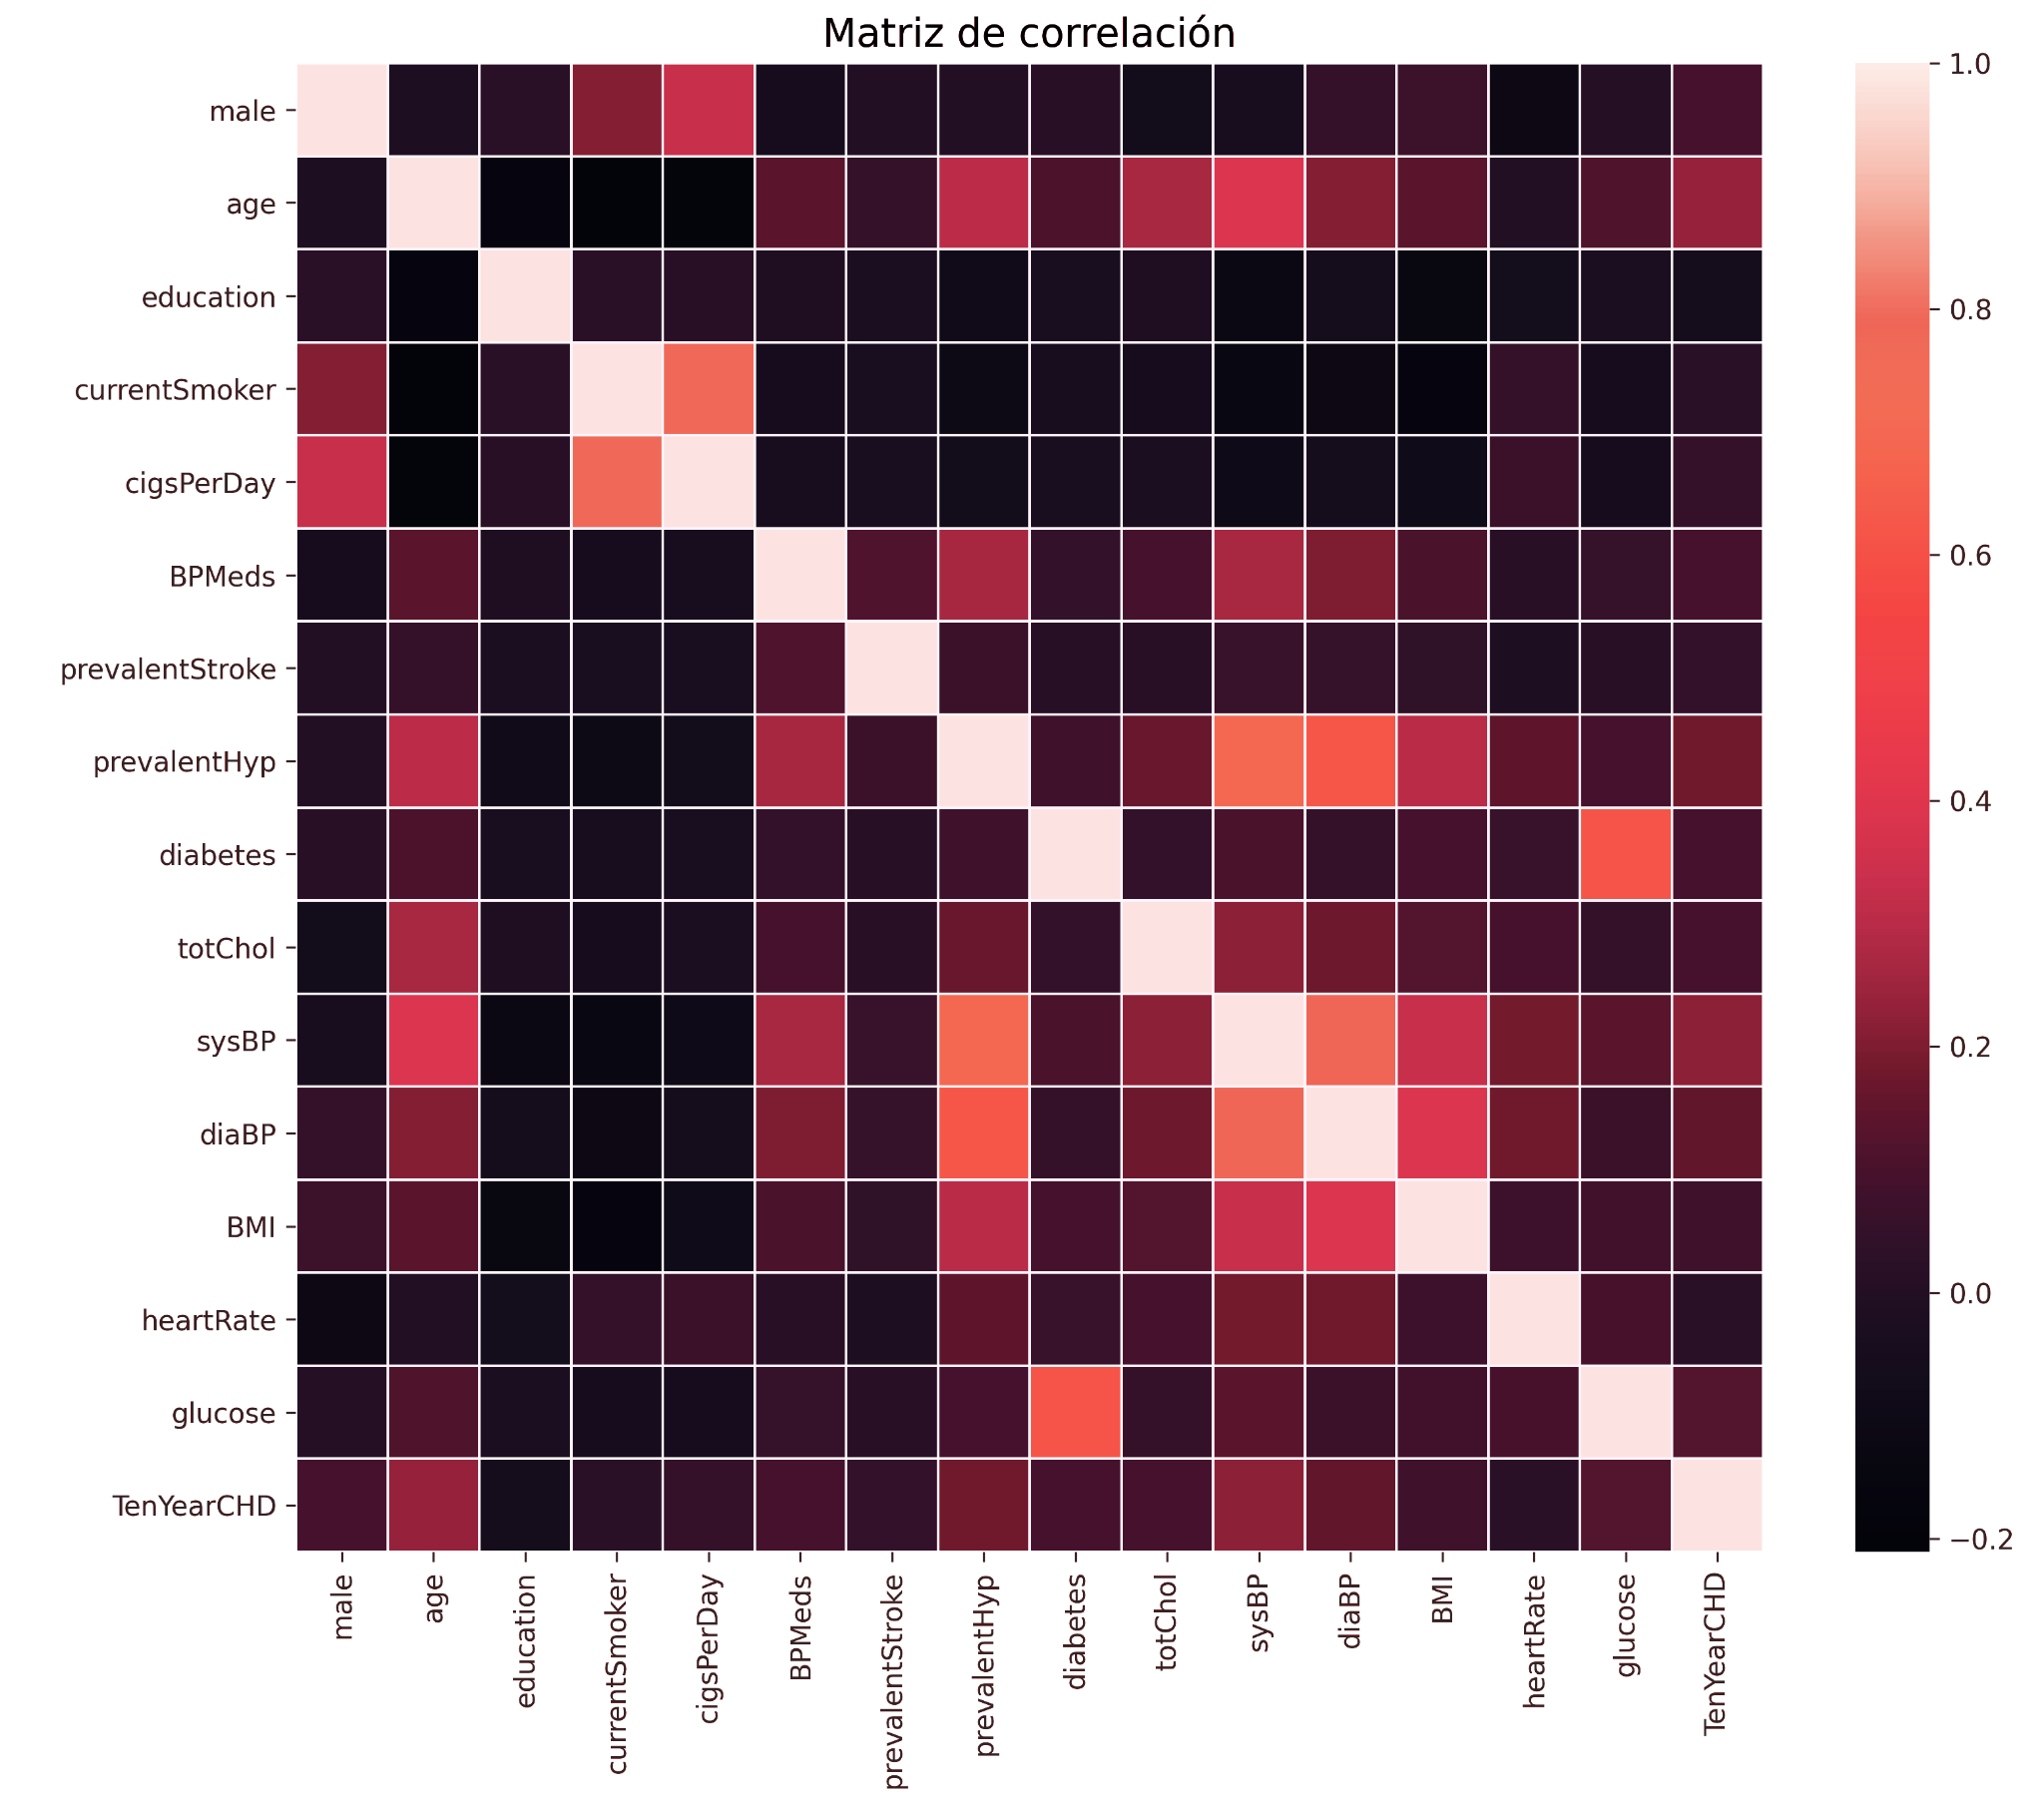 Matriz de correlación
male
age
education
currentSmoker
cigsPerDay
BPMeds
prevalentStroke
prevalentHyp
diabetes
totChol
sysBP
diaBP
BMI
heartRate
glucose
TenYearCHD
male
age
education
currentSmoker
cigsPerDay
BPMeds
prevalentStroke
prevalentHyp
diabetes
totChol
sysBP
diaBP
BMI
heartRate
glucose
TenYearCHD
1.0
0.8
0.6
0.4
0.2
0.0
−0.2